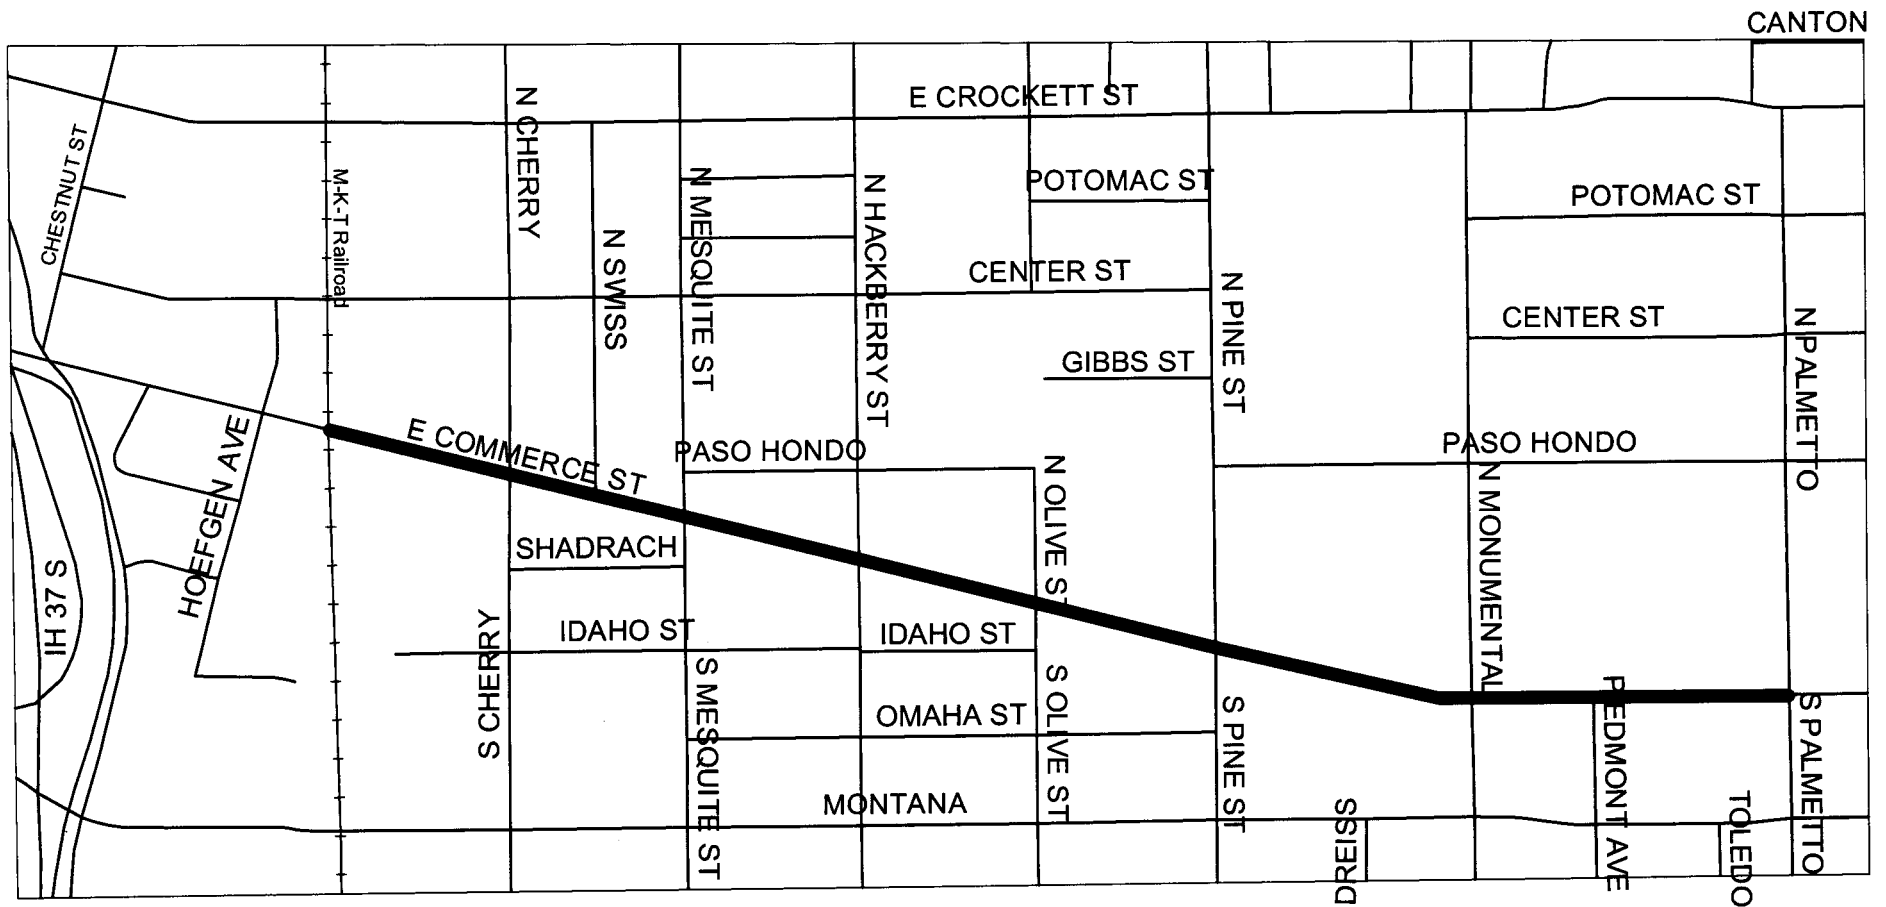 CANTON
E CROCKETT ST
N CHERRY
CHESTNUT ST
M-K-T Railroad
N MESQUITE ST
N HACKBERRY ST
POTOMAC ST
POTOMAC ST
N SWISS
CENTER ST
N PINE ST
CENTER ST
N PALMETTO
GIBBS ST
HOEFGEN AVE
E COMMERCE ST
PASO HONDO
PASO HONDO
N OLIVE ST
N MONUMENTAL
SHADRACH
IH 37 S
S CHERRY
IDAHO ST
IDAHO ST
S MESQUITE ST
S OLIVE ST
OMAHA ST
S PINE ST
PIEDMONT AVE
S PALMETTO
MONTANA
DREISS
TOLEDO